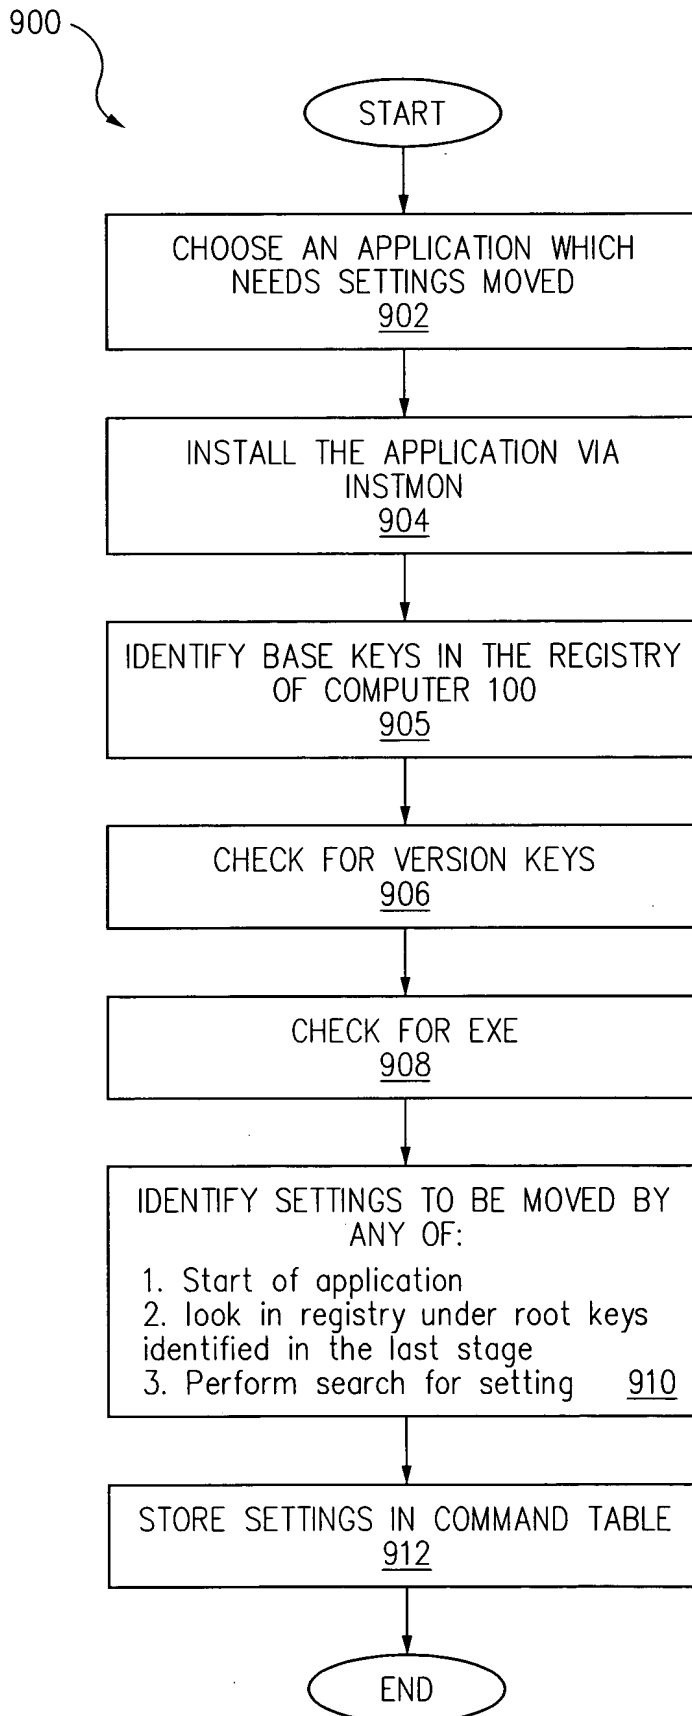 900
START
CHOOSE AN APPLICATION WHICH
NEEDS SETTINGS MOVED
902
INSTALL THE APPLICATION VIA
INSTMON
904
IDENTIFY BASE KEYS IN THE REGISTRY
OF COMPUTER 100
905
CHECK FOR VERSION KEYS
906
CHECK FOR EXE
908
IDENTIFY SETTINGS TO BE MOVED BY
ANY OF:
1. Start of application
2. look in registry under root keys
identified in the last stage
3. Perform search for setting 910
STORE SETTINGS IN COMMAND TABLE
912
END